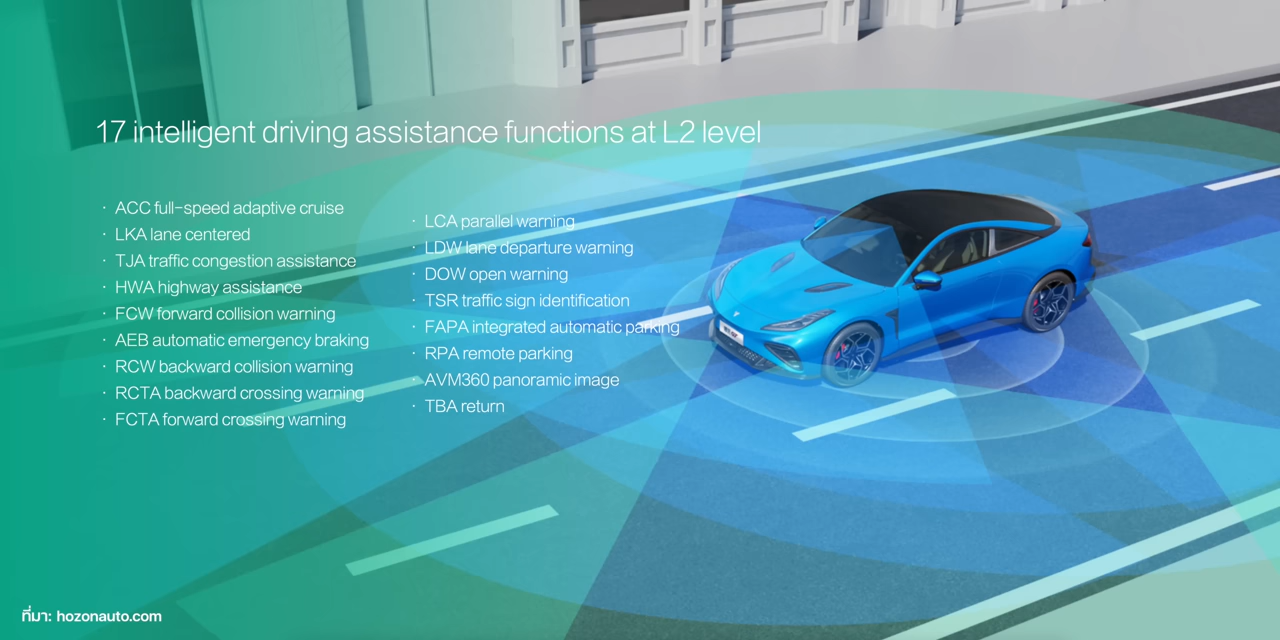 17 intelligent driving assistance functions at L2 level
· ACC full-speed adaptive cruise
· LKA lane centered
· TJA traffic congestion assistance
· HWA highway assistance
· FCW forward collision warning
· AEB automatic emergency braking
· RCW backward collision warning
· RCTA backward crossing warning
· FCTA forward crossing warning
· LCA parallel warning
· LDW lane departure warning
· DOW open warning
· TSR traffic sign identification
· FAPA integrated automatic parking
· RPA remote parking
· AVM360 panoramic image
· TBA return
ที่มา: hozonauto.com